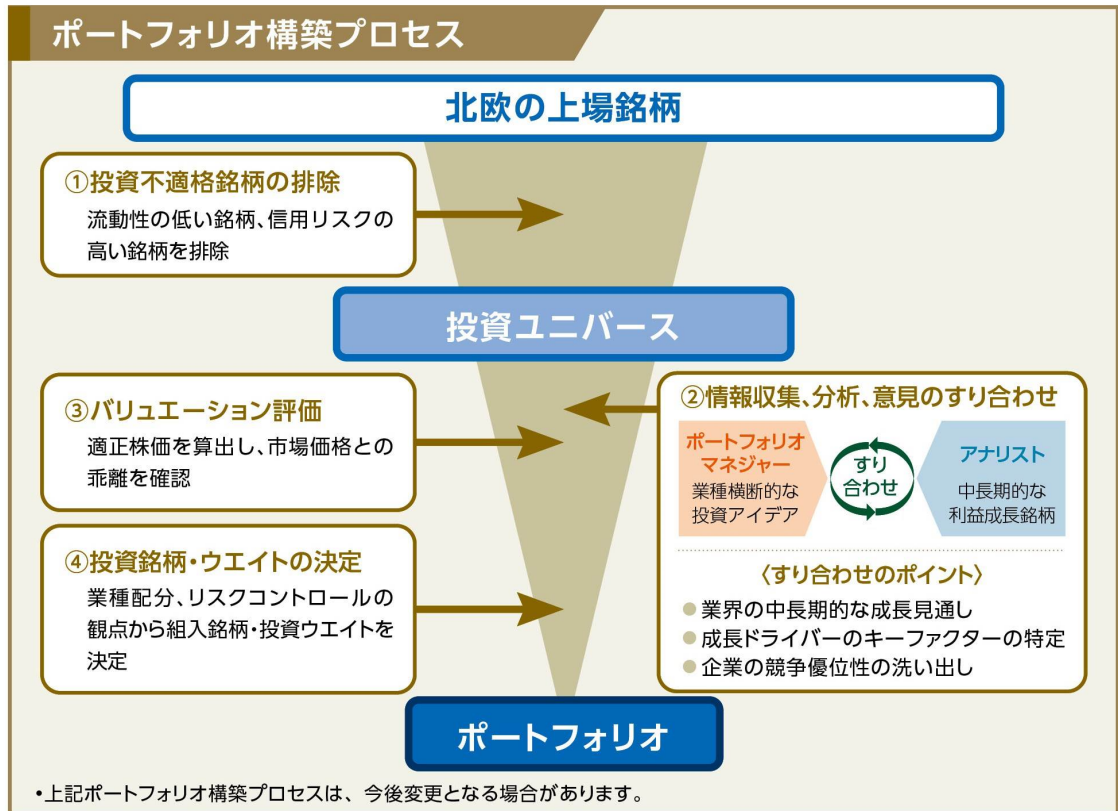 ポートフォリオ構築プロセス
北欧の上場銘柄
①投資不適格銘柄の排除
流動性の低い銘柄、信用リスクの
高い銘柄を排除
投資ユニバース
②情報収集、分析、意見のすり合わせ
ポートフォリオ
マネジャー
業種横断的な
投資アイデア
すり
合わせ
アナリスト
中長期的な
利益成長銘柄
〈すり合わせのポイント〉
●業界の中長期的な成長見通し
●成長ドライバーのキーファクターの特定
●企業の競争優位性の洗い出し
③バリュエーション評価
適正株価を算出し、市場価格との
乖離を確認
④投資銘柄・ウエイトの決定
業種配分、リスクコントロールの
観点から組入銘柄・投資ウエイトを
決定
ポートフォリオ
•上記ポートフォリオ構築プロセスは、今後変更となる場合があります。